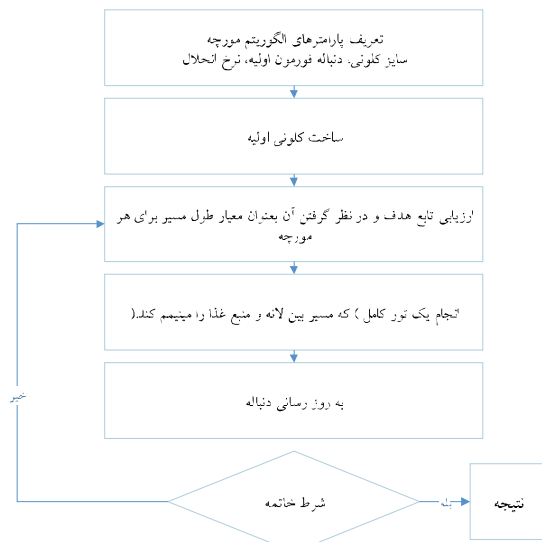 تعریف پارامترهای الگوریتم مورچه
سایز کلونی، دنباله فورمون اولیه، نرخ انحلال
ساخت کلونی اولیه
ارزیابی تابع هدف و در نظر گرفتن آن بعنوان معیار طول مسیر برای هر
مورچه
انجام یک تور کامل ) که مسیر بین لانه و منبع غذا را مینیمم کند.(
به روز رسانی دنباله
خیر
شرط خاتمه
بله
نتیجه